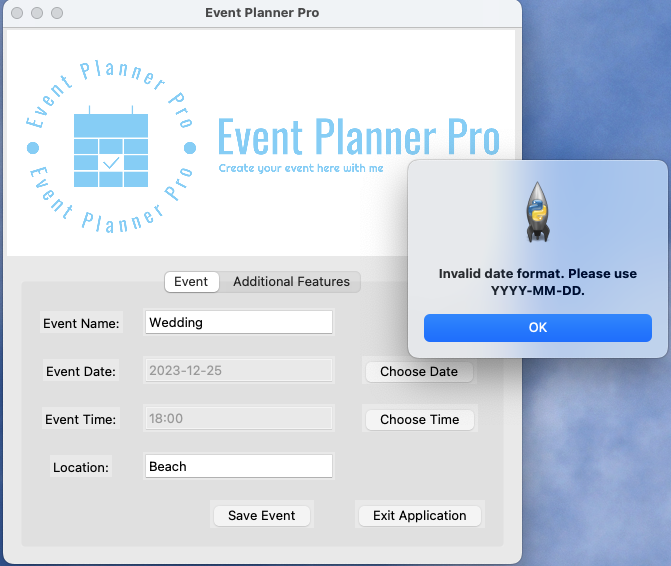 Event Planner Pro
Event Planner Pro
Event Planner Pro
Event Planner Pro
Create your event here with me
Invalid date format. Please use
YYYY-MM-DD.
OK
Event Additional Features
Event Name: Wedding
Event Date: 2023-12-25 Choose Date
Event Time: 18:00 Choose Time
Location: Beach
Save Event Exit Application